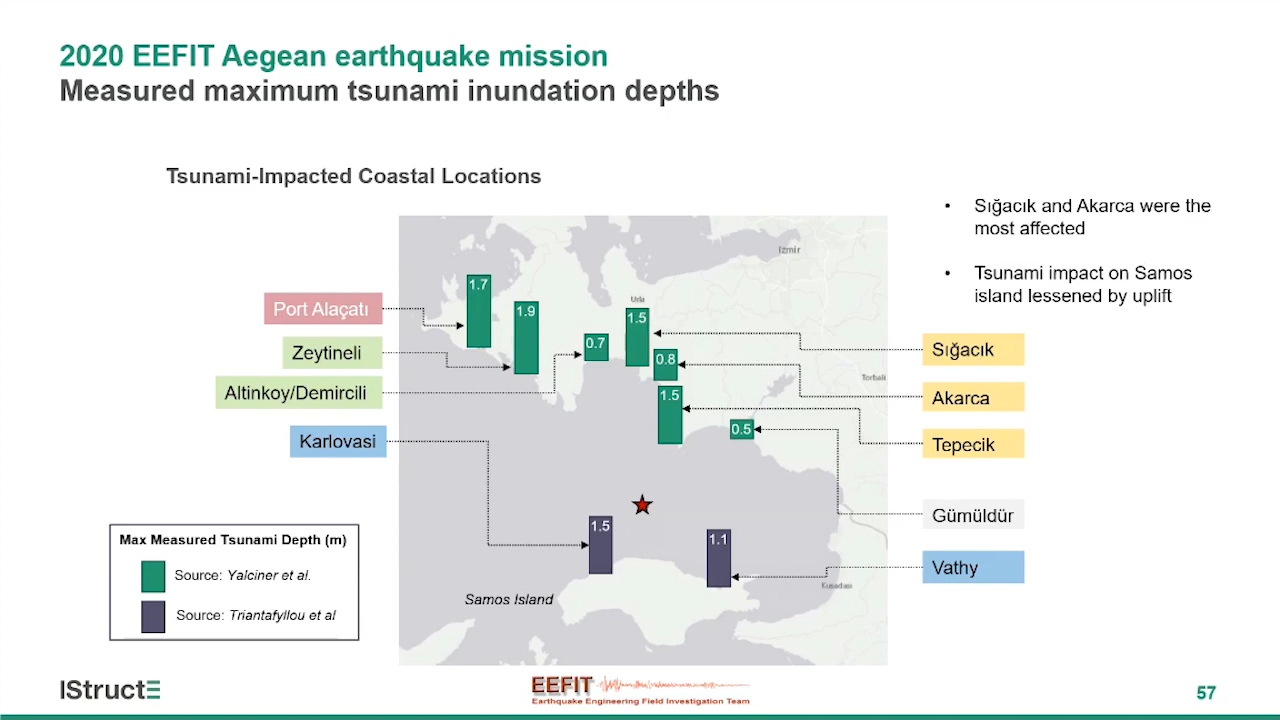 2020 EEFIT Aegean earthquake mission
Measured maximum tsunami inundation depths
Tsunami-Impacted Coastal Locations
• Sığacık and Akarca were the
most affected
• Tsunami impact on Samos
island lessened by uplift
Izmir
Urla
Torbalı
Kuşadası
Port Alaçatı
Zeytineli
Altinkoy/Demircili
Karlovasi
1.7
1.9
0.7
1.5
0.8
1.5
0.5
1.5
1.1
Sığacık
Akarca
Tepecik
Gümüldür
Vathy
Samos Island
Max Measured Tsunami Depth (m)
Source: Yalciner et al.
Source: Triantafyllou et al
IStructE
EEFIT
Earthquake Engineering Field Investigation Team
57